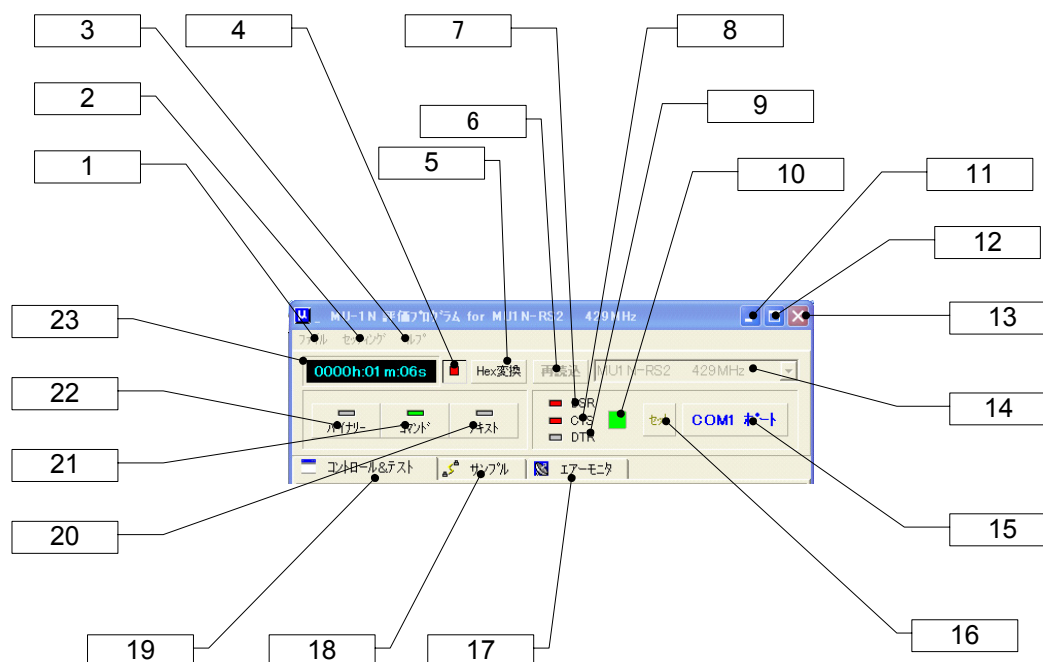 3
4
7
8
2
9
6
1
5
10
11
12
23
MU-1N 評価プログラム for MU1N-RS2 429MHz
13
ファイル セッティング ヘルプ
0000h:01 m:06s
Hex変換
再読込
MU1N-RS2 429MHz
22
DSR
14
バイナリー
コマンド
テキスト
CTS
セット
COM1 ポート
21
DTR
コントロール&テスト
サンプル
エアーモニタ
20
15
19
18
17
16